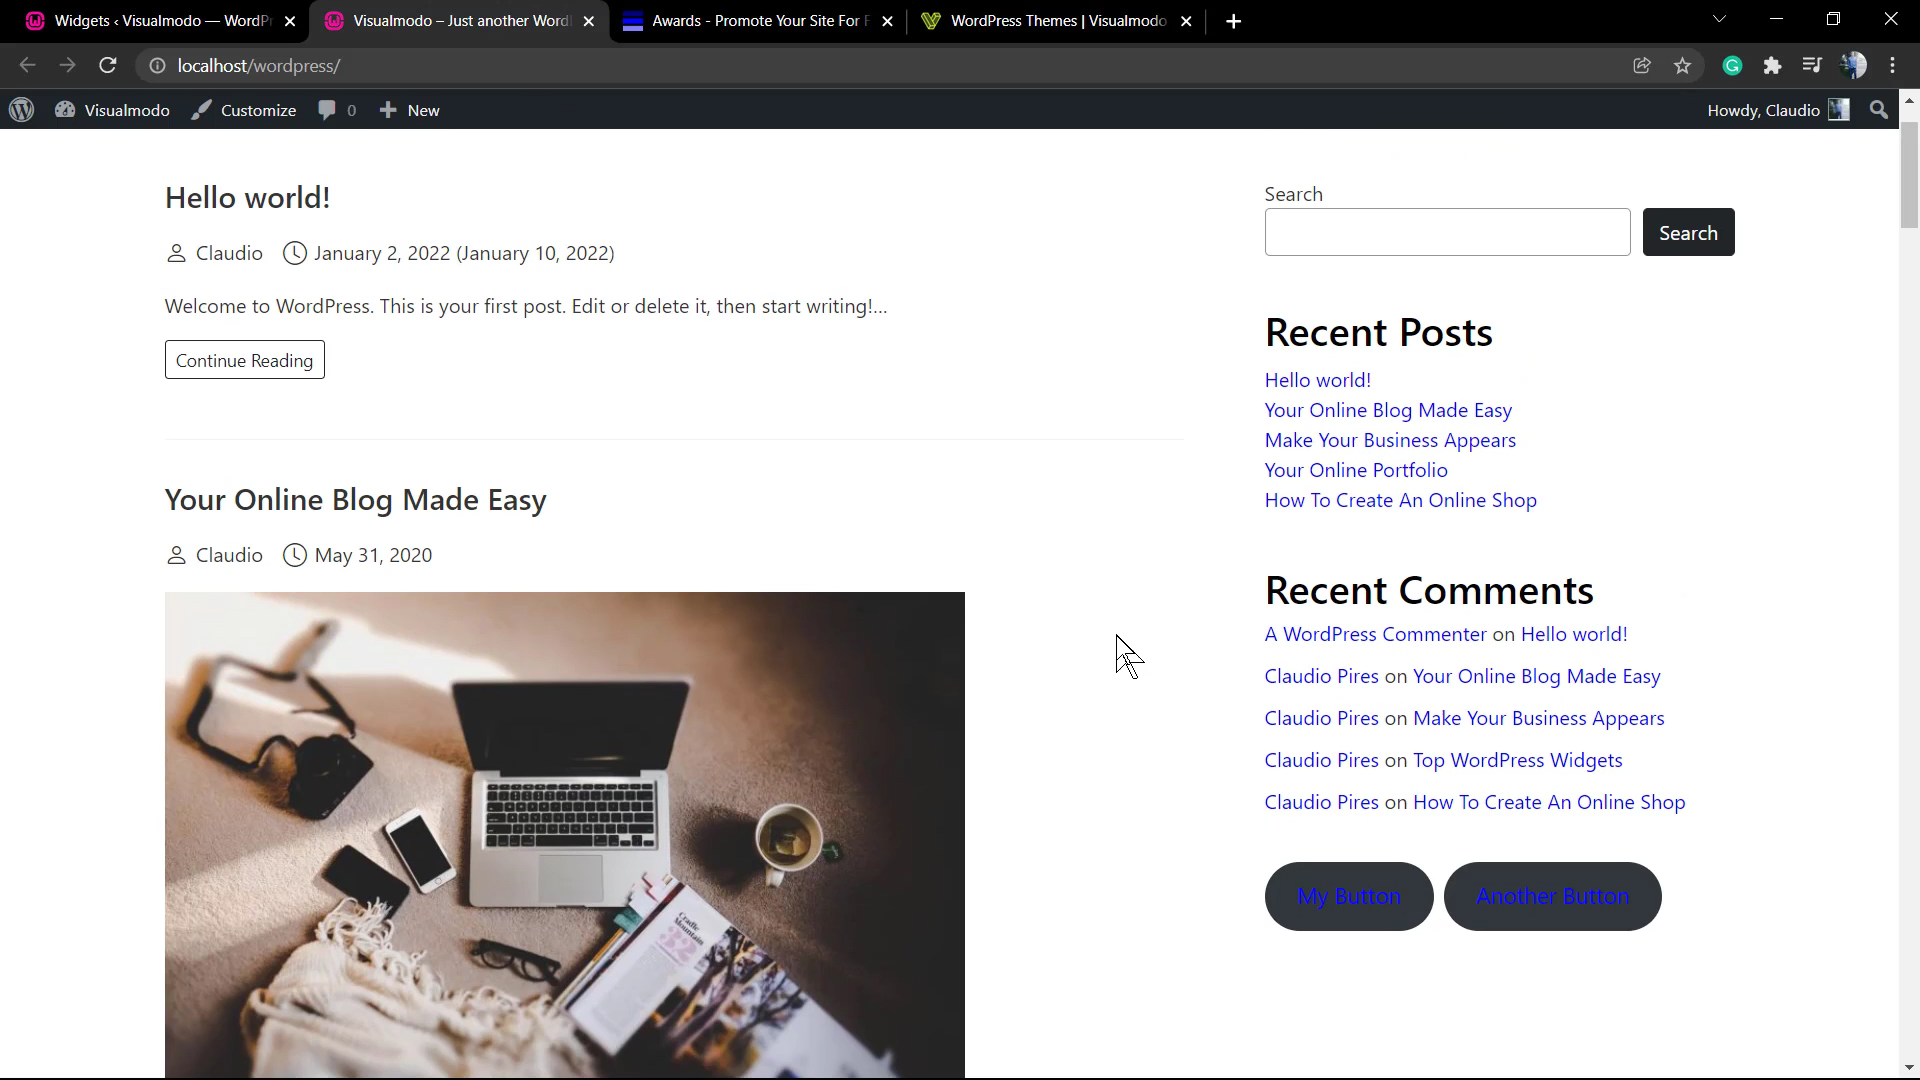 Widgets ‹ Visualmodo — WordP
Visualmodo – Just another Word
Awards - Promote Your Site For F
WordPress Themes | Visualmodo
localhost/wordpress/
Visualmodo
Customize
0
New
Howdy, Claudio
Hello world!
Claudio
January 2, 2022 (January 10, 2022)
Welcome to WordPress. This is your first post. Edit or delete it, then start writing!...
Continue Reading
Your Online Blog Made Easy
Claudio
May 31, 2020
Cradle
Mountain
32
Search
Search
Recent Posts
Hello world!
Your Online Blog Made Easy
Make Your Business Appears
Your Online Portfolio
How To Create An Online Shop
Recent Comments
A WordPress Commenter on Hello world!
Claudio Pires on Your Online Blog Made Easy
Claudio Pires on Make Your Business Appears
Claudio Pires on Top WordPress Widgets
Claudio Pires on How To Create An Online Shop
My Button
Another Button